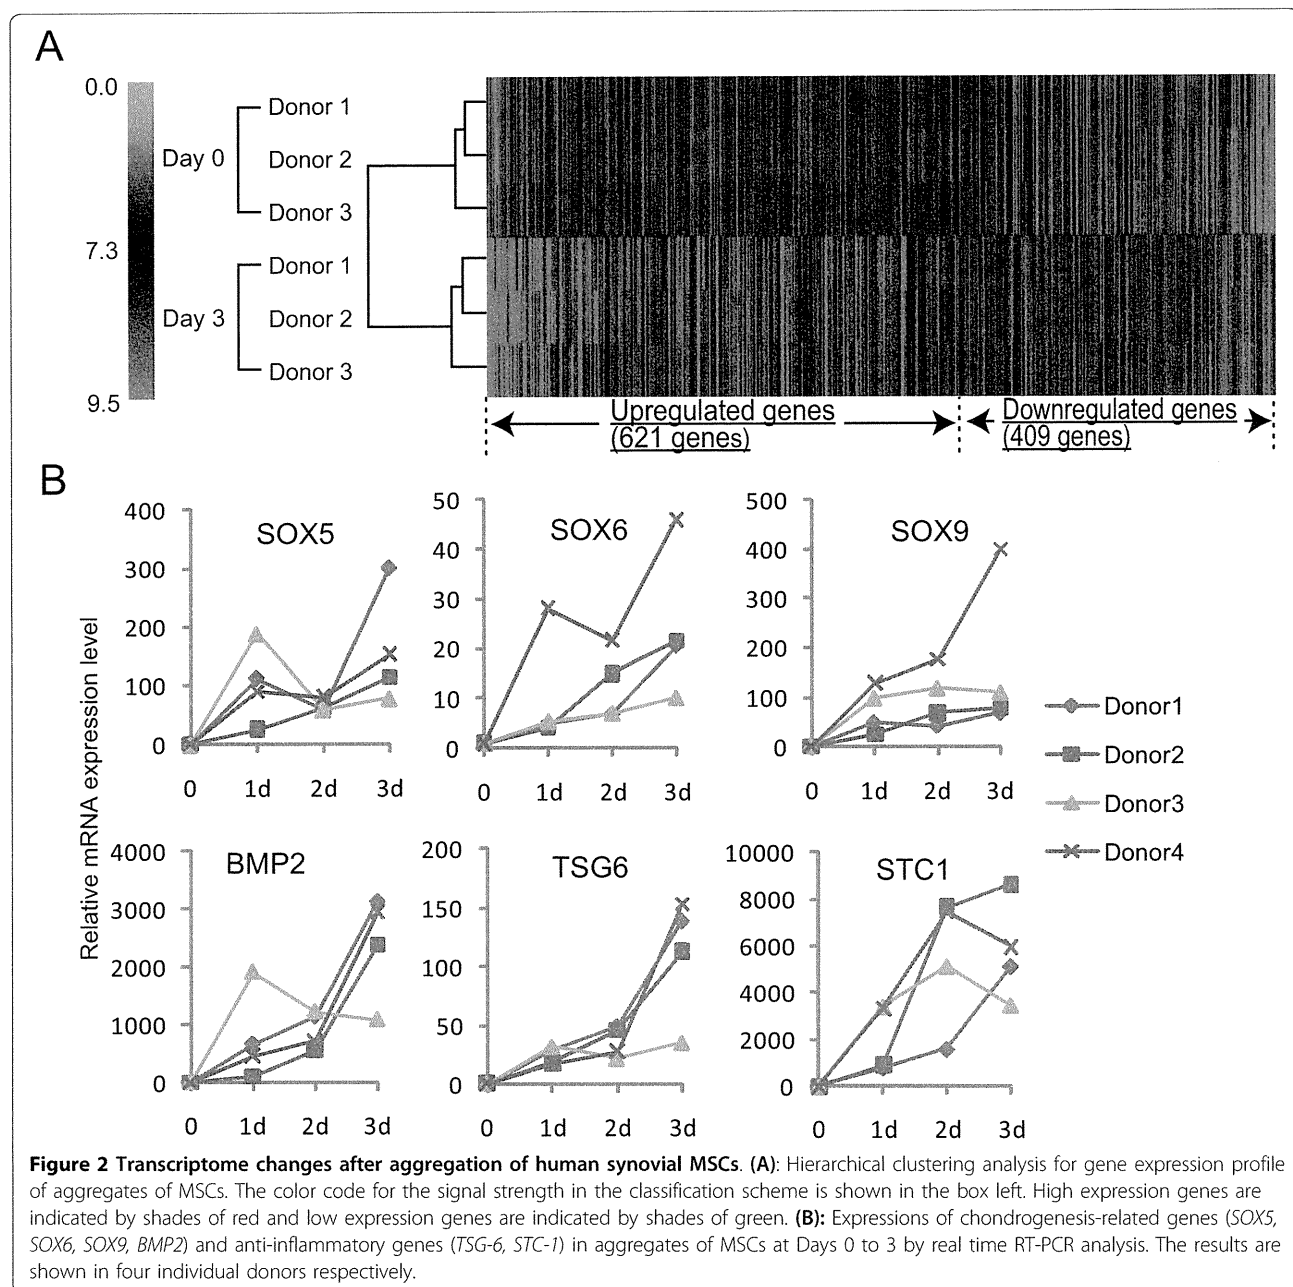 A
0.0
7.3
9.5
Day 0
Donor 1
Donor 2
Donor 3
Day 3
Donor 1
Donor 2
Donor 3
Upregulated genes
(621 genes)
Downregulated genes
(409 genes)
B
Relative mRNA expression level
SOX5
400
300
200
100
0
0 1d 2d 3d
SOX6
50
40
30
20
10
0
0 1d 2d 3d
SOX9
500
400
300
200
100
0
0 1d 2d 3d
Donor1
Donor2
Donor3
Donor4
BMP2
4000
3000
2000
1000
0
0 1d 2d 3d
TSG6
200
150
100
50
0
0 1d 2d 3d
STC1
10000
8000
6000
4000
2000
0
0 1d 2d 3d
Figure 2 Transcriptome changes after aggregation of human synovial MSCs. (A): Hierarchical clustering analysis for gene expression profile
of aggregates of MSCs. The color code for the signal strength in the classification scheme is shown in the box left. High expression genes are
indicated by shades of red and low expression genes are indicated by shades of green. (B): Expressions of chondrogenesis-related genes (SOX5,
SOX6, SOX9, BMP2) and anti-inflammatory genes (TSG-6, STC-1) in aggregates of MSCs at Days 0 to 3 by real time RT-PCR analysis. The results are
shown in four individual donors respectively.